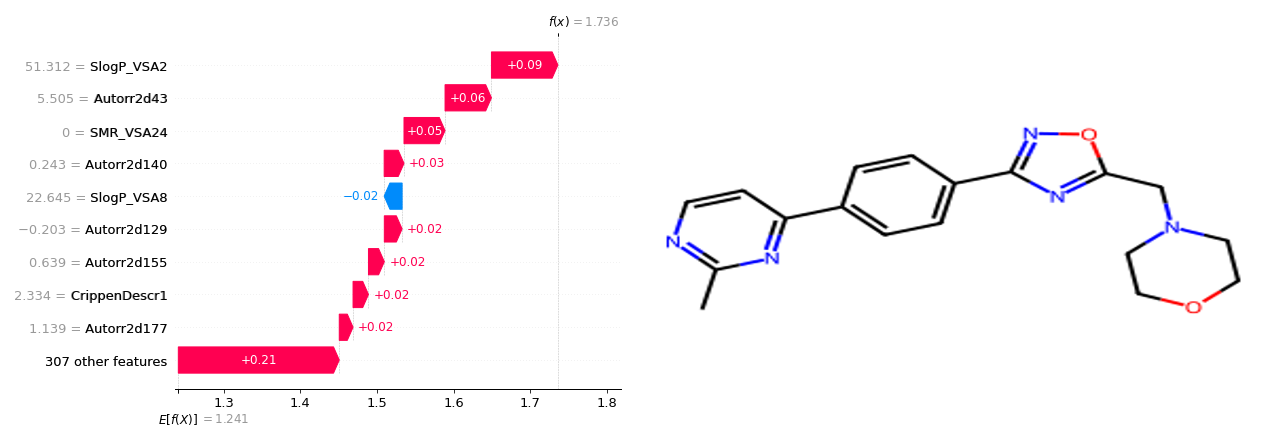 f(x) = 1.736
51.312 = SlogP_VSA2
+0.09
5.505 = Autorr2d43
+0.06
0 = SMR_VSA24
+0.05
0.243 = Autorr2d140
+0.03
22.645 = SlogP_VSA8
−0.02
−0.203 = Autorr2d129
+0.02
0.639 = Autorr2d155
+0.02
2.334 = CrippenDescr1
+0.02
1.139 = Autorr2d177
+0.02
307 other features
+0.21
1.3 1.4 1.5 1.6 1.7 1.8
E[f(X)] = 1.241
N O
N
N
N
N
O